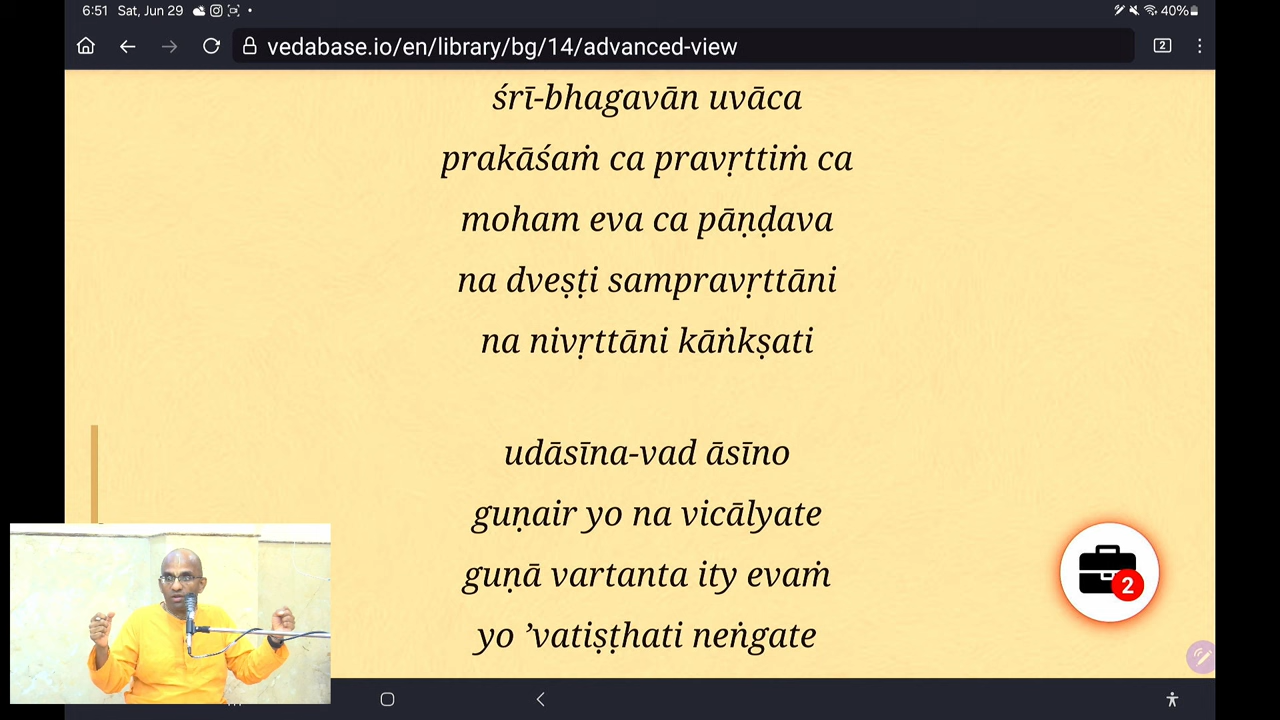 6:51 Sat, Jun 29 40%
vedabase.io/en/library/bg/14/advanced-view 2
śrī-bhagavān uvāca
prakāśaṁ ca pravṛttiṁ ca
moham eva ca pāṇḍava
na dveṣṭi sampravṛttāni
na nivṛttāni kāṅkṣati
udāsīna-vad āsīno
guṇair yo na vicālyate
guṇā vartanta ity evaṁ
yo ’vatiṣṭhati neṅgate
2